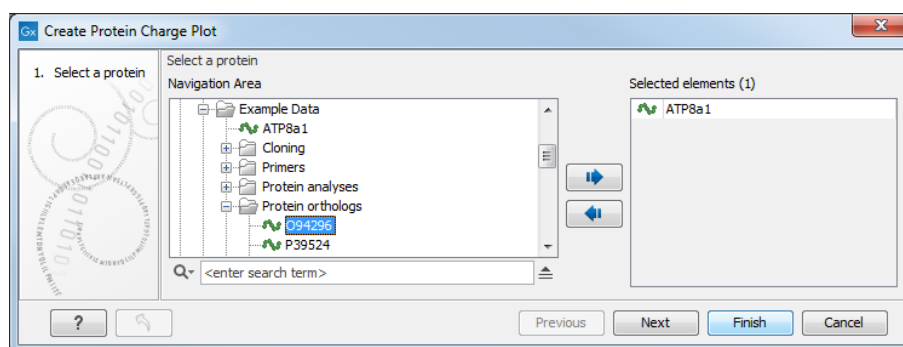 Gx Create Protein Charge Plot
1. Select a protein
Select a protein
Navigation Area
Example Data
ATP8a1
Cloning
Primers
Protein analyses
Protein orthologs
O94296
P39524
<enter search term>
Selected elements (1)
ATP8a1
?
Previous
Next
Finish
Cancel